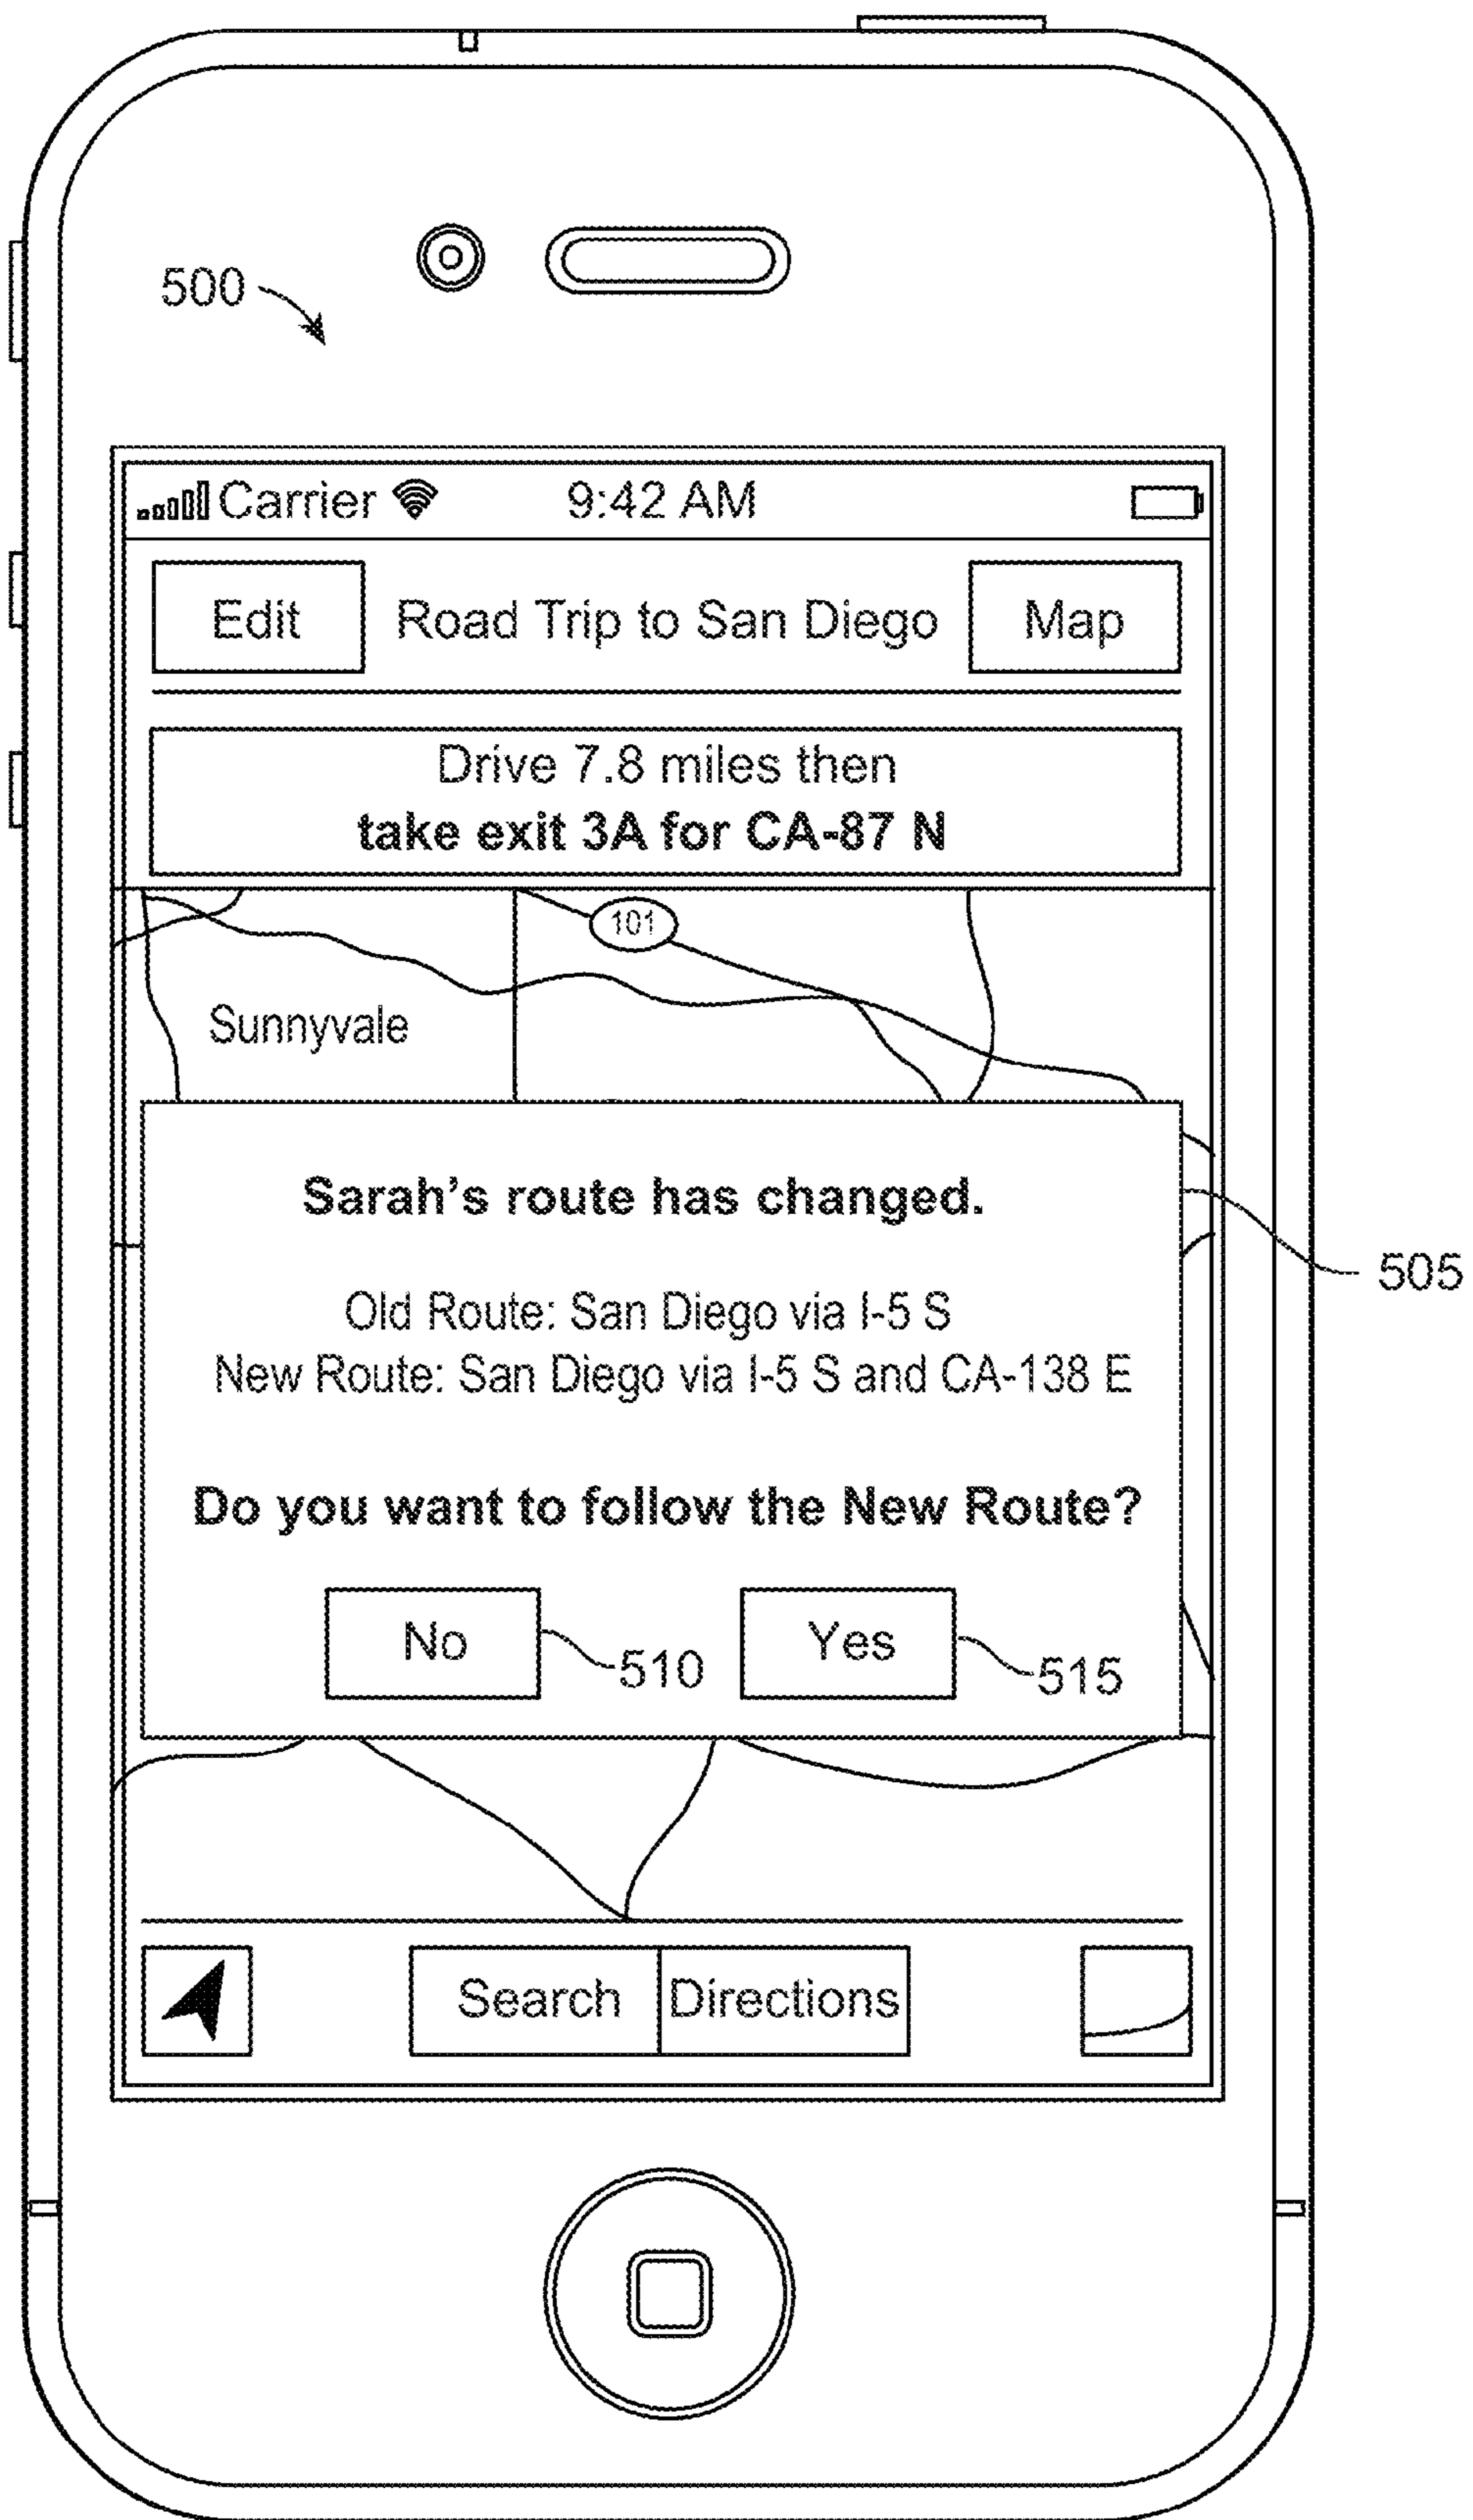 500
Carrier 9:42 AM
Edit Road Trip to San Diego Map
Drive 7.8 miles then
take exit 3A for CA-87 N
101
Sunnyvale
Sarah's route has changed.
505
Old Route: San Diego via I-5 S
New Route: San Diego via I-5 S and CA-138 E
Do you want to follow the New Route?
No 510 Yes 515
Search Directions